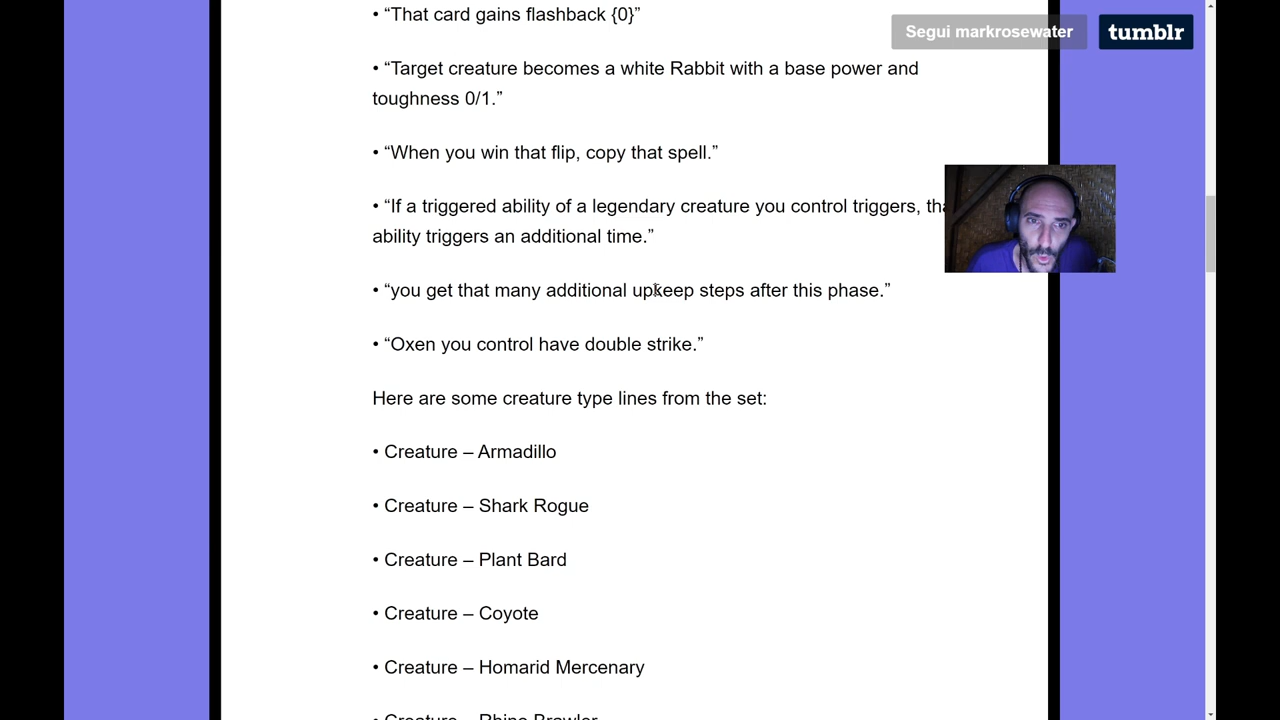 • “That card gains flashback {0}”
Segui markrosewater
tumblr
• “Target creature becomes a white Rabbit with a base power and
toughness 0/1.”
• “When you win that flip, copy that spell.”
• “If a triggered ability of a legendary creature you control triggers,
ability triggers an additional time.”
• “you get that many additional upkeep steps after this phase.”
• “Oxen you control have double strike.”
Here are some creature type lines from the set:
• Creature – Armadillo
• Creature – Shark Rogue
• Creature – Plant Bard
• Creature – Coyote
• Creature – Homarid Mercenary
• Creature – Rhino Brawler